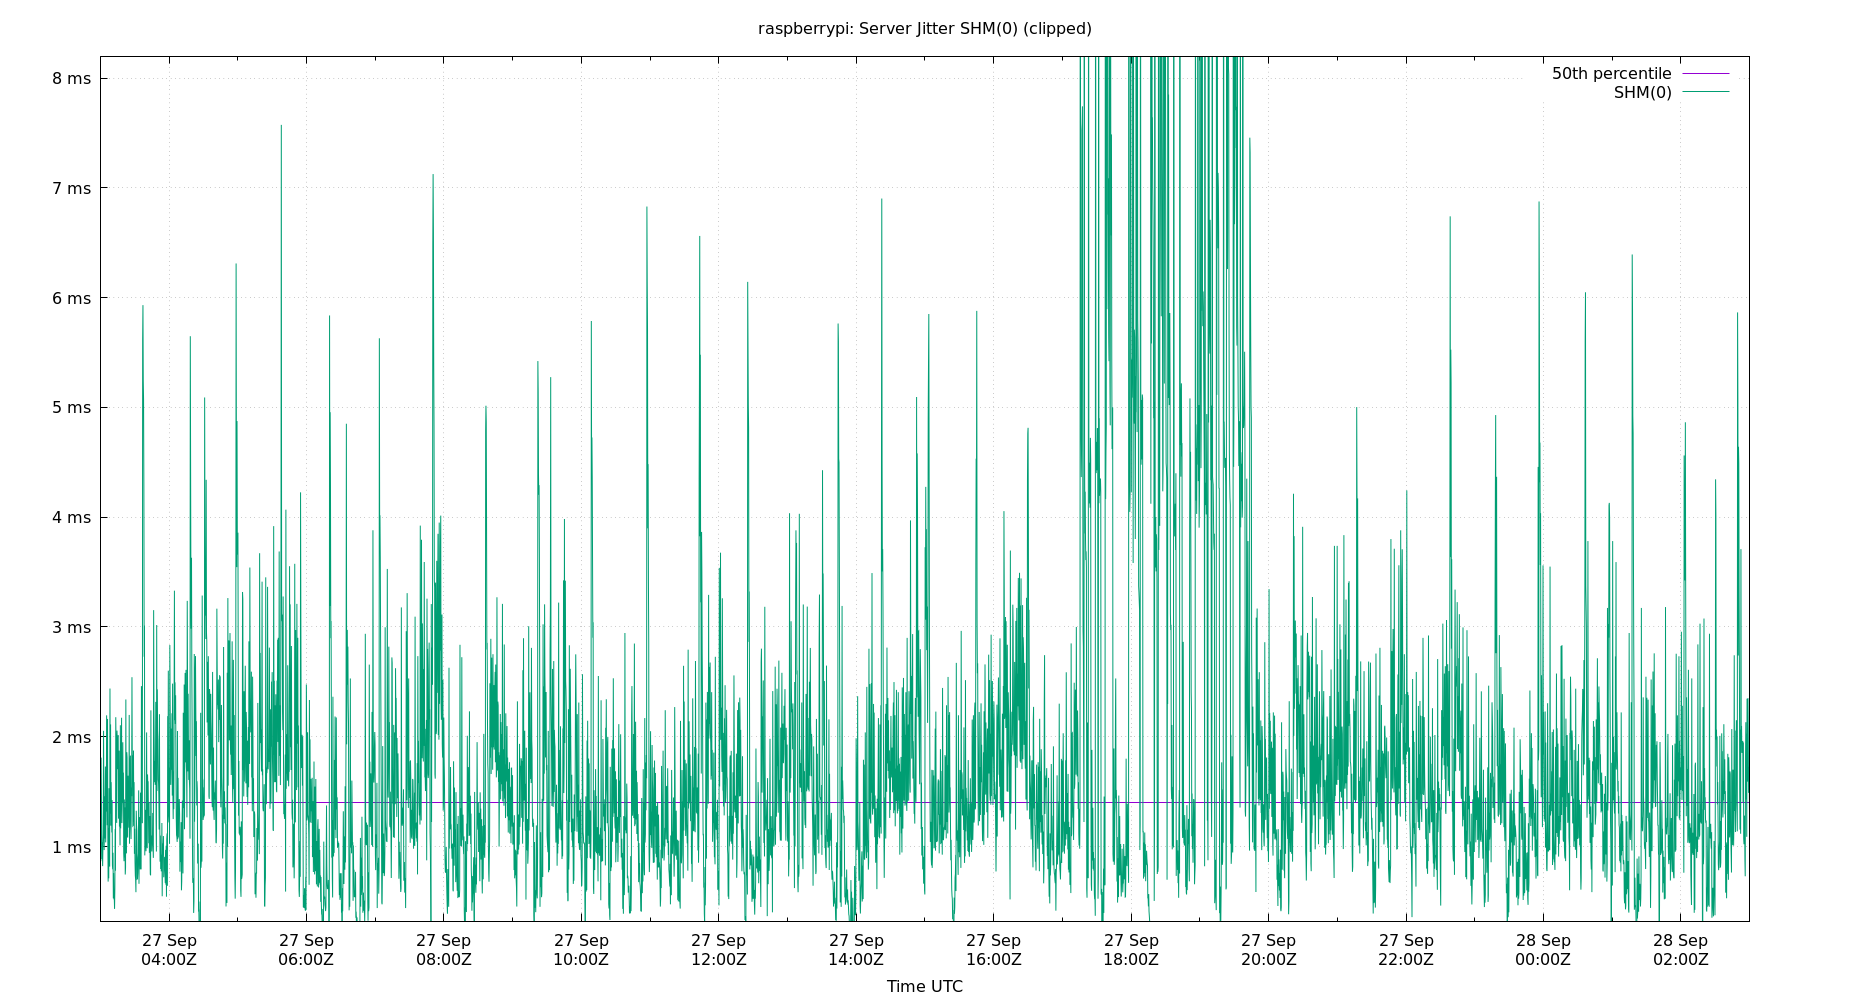 raspberrypi: Server Jitter SHM(0) (clipped)
50th percentile
SHM(0)
8 ms
7 ms
6 ms
5 ms
4 ms
3 ms
2 ms
1 ms
27 Sep 27 Sep 27 Sep 27 Sep 27 Sep 27 Sep 27 Sep 27 Sep 27 Sep 27 Sep 28 Sep 28 Sep
04:00Z 06:00Z 08:00Z 10:00Z 12:00Z 14:00Z 16:00Z 18:00Z 20:00Z 22:00Z 00:00Z 02:00Z
Time UTC